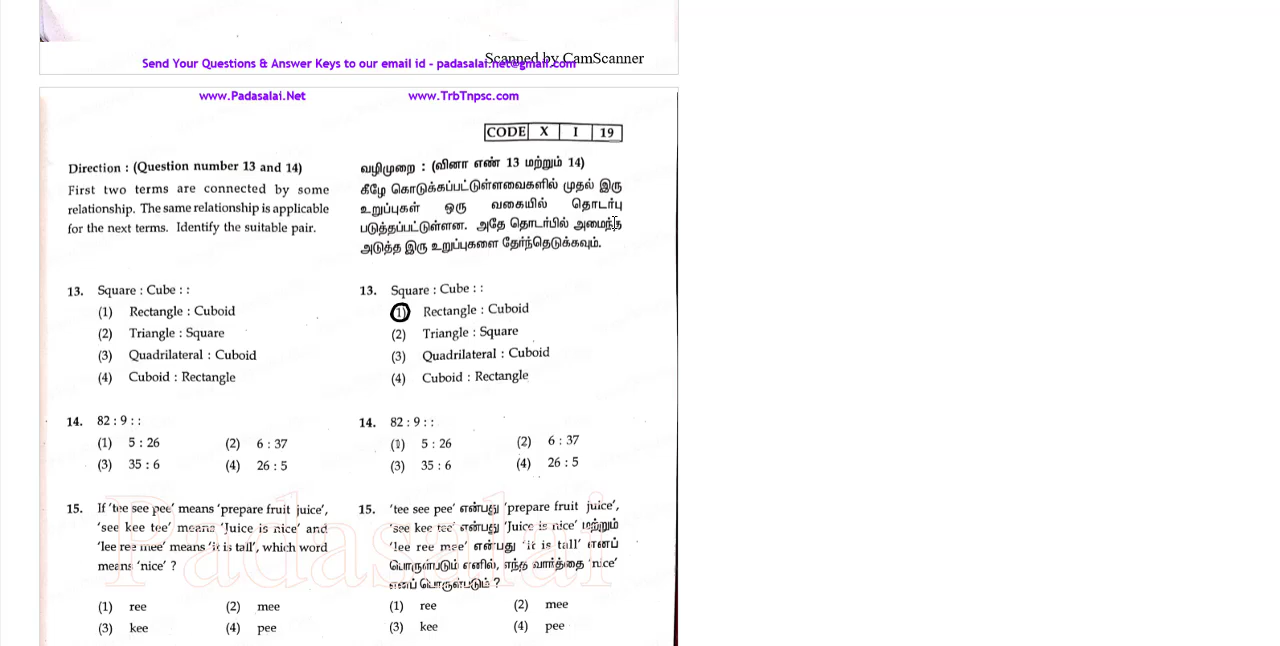 Scanned by CamScanner
Send Your Questions & Answer Keys to our email id - padasalai.net@gmail.com
www.Padasalai.Net www.TrbTnpsc.com
CODE X I 19
Direction : (Question number 13 and 14)
First two terms are connected by some
relationship. The same relationship is applicable
for the next terms. Identify the suitable pair.
13. Square : Cube : :
(1) Rectangle : Cuboid
(2) Triangle : Square
(3) Quadrilateral : Cuboid
(4) Cuboid : Rectangle
14. 82 : 9 : :
(1) 5 : 26 (2) 6 : 37
(3) 35 : 6 (4) 26 : 5
15. If 'tee see pee' means 'prepare fruit juice',
'see kee tee' means 'Juice is nice' and
'lee ree mee' means 'it is tall', which word
means 'nice' ?
(1) ree (2) mee
(3) kee (4) pee
வழிமுறை : (வினா எண் 13 மற்றும் 14)
கீழே கொடுக்கப்பட்டுள்ளவைகளில் முதல் இரு
உறுப்புகள் ஒரு வகையில் தொடர்பு
படுத்தப்பட்டுள்ளன. அதே தொடர்பில் அமைந்த
அடுத்த இரு உறுப்புகளை தேர்ந்தெடுக்கவும்.
13. Square : Cube : :
(1) Rectangle : Cuboid
(2) Triangle : Square
(3) Quadrilateral : Cuboid
(4) Cuboid : Rectangle
14. 82 : 9 : :
(1) 5 : 26 (2) 6 : 37
(3) 35 : 6 (4) 26 : 5
15. 'tee see pee' என்பது 'prepare fruit juice',
'see kee tee' என்பது 'Juice is nice' மற்றும்
'lee ree mee' என்பது 'it is tall' எனப்
பொருள்படும் எனில், எந்த வார்த்தை 'nice'
எனப் பொருள்படும் ?
(1) ree (2) mee
(3) kee (4) pee
Padasalai